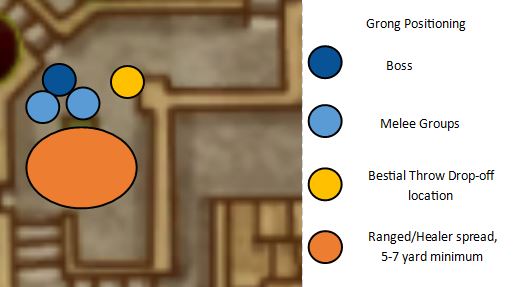 Grong Positioning
Boss
Melee Groups
Bestial Throw Drop-off
location
Ranged/Healer spread,
5-7 yard minimum